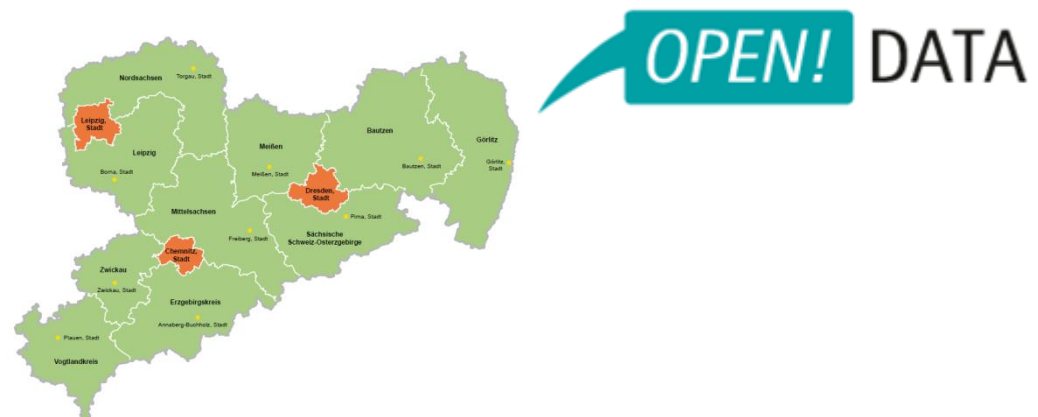 OPEN! DATA
Nordsachsen
Torgau, Stadt
Leipzig,
Stadt
Leipzig
Borna, Stadt
Meißen
Meißen, Stadt
Bautzen
Bautzen, Stadt
Görlitz
Görlitz,
Stadt
Dresden,
Stadt
Pirna, Stadt
Sächsische
Schweiz-Osterzgebirge
Mittelsachsen
Freiberg, Stadt
Chemnitz,
Stadt
Zwickau
Zwickau, Stadt
Erzgebirgskreis
Annaberg-Buchholz, Stadt
Plauen, Stadt
Vogtlandkreis